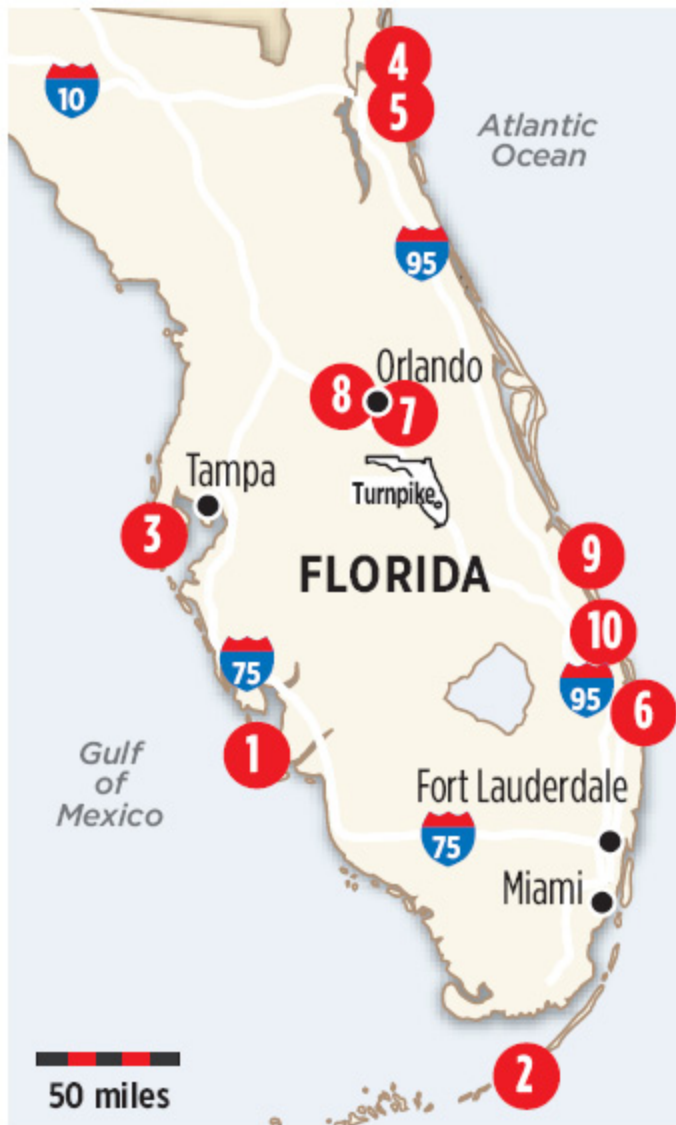 4
10
5
Atlantic
Ocean
95
Orlando
8
7
Tampa
Turnpike
3
FLORIDA
9
10
75
95
6
1
Gulf
of
Mexico
Fort Lauderdale
75
Miami
2
50 miles